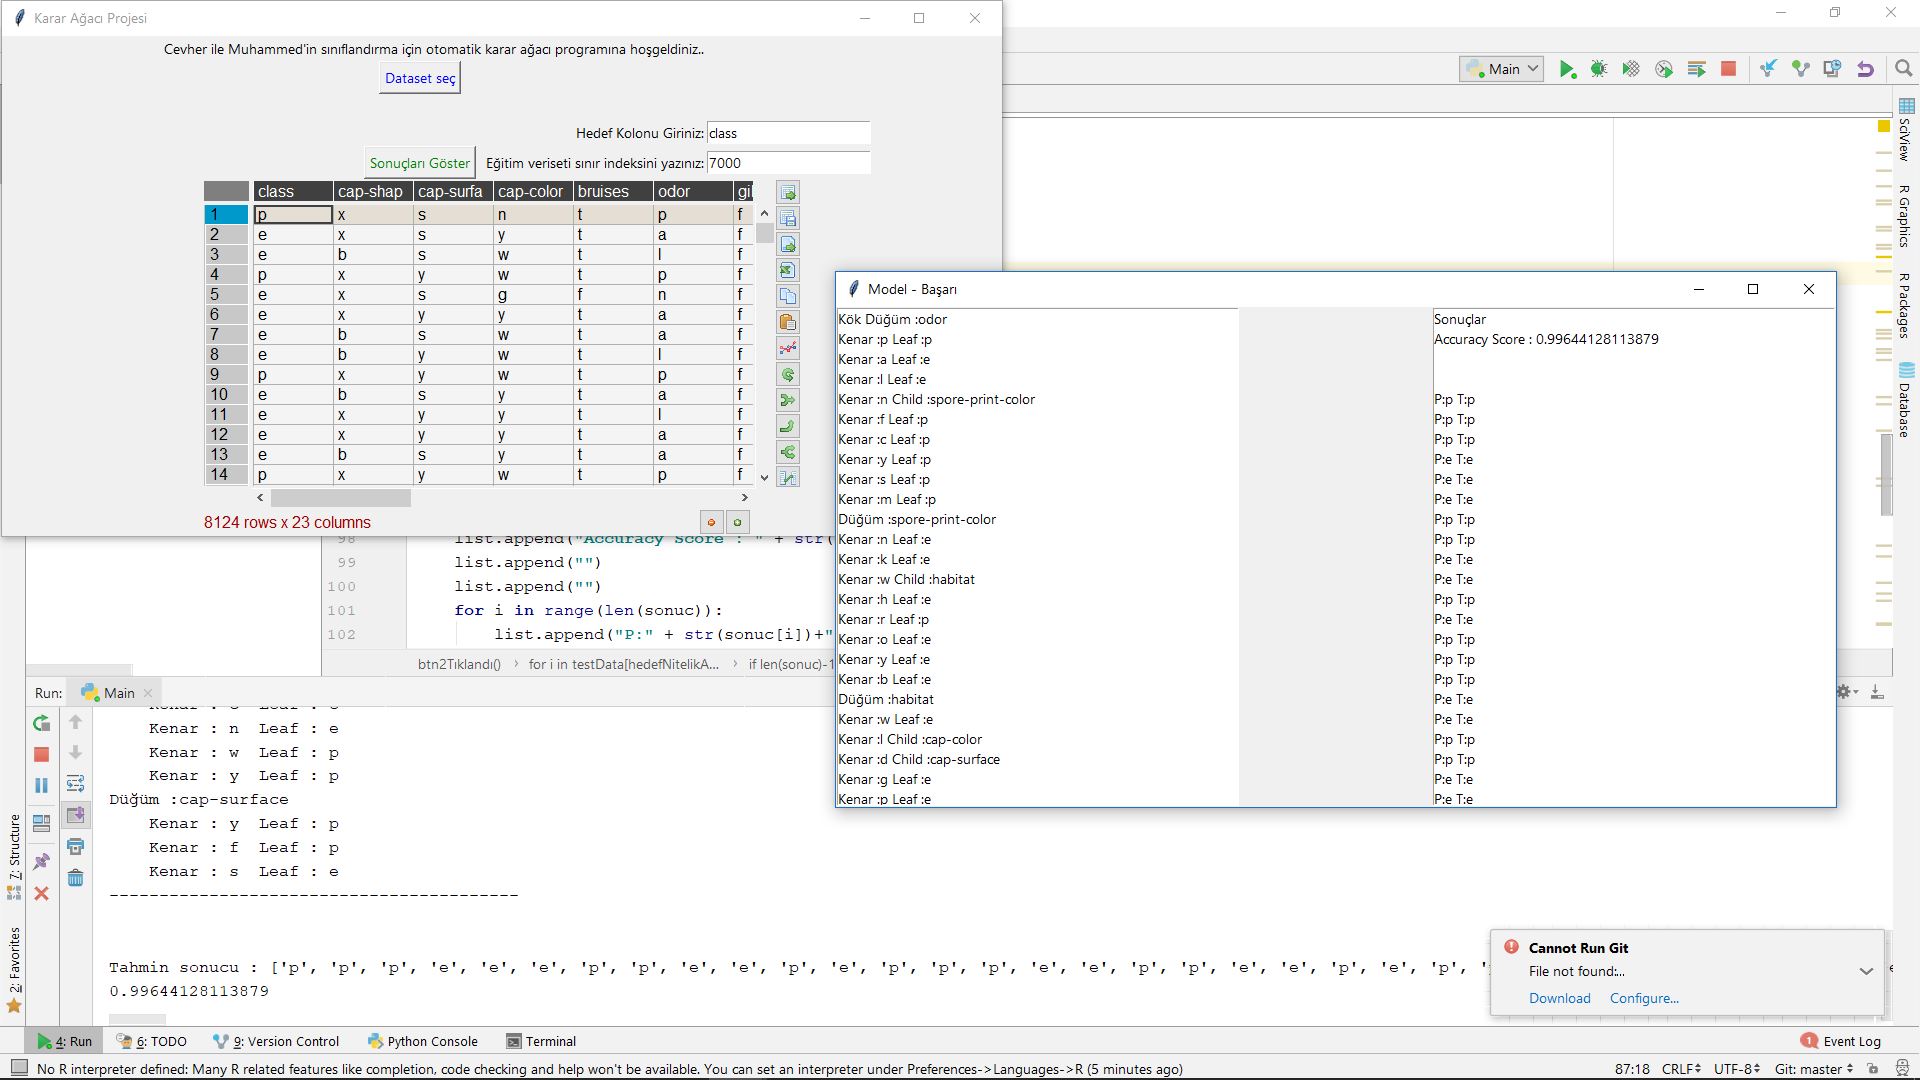 Karar Ağacı Projesi
Cevher ile Muhammed'in sınıflandırma için otomatik karar ağacı programına hoşgeldiniz..
Dataset seç
Hedef Kolonu Giriniz: class
Sonuçları Göster Eğitim veriseti sınır indeksini yazınız: 7000
class cap-shap cap-surfa cap-color bruises odor gil
1 p x s n t p f
2 e x s y t a f
3 e b s w t l f
4 p x y w t p f
5 e x s g f n f
6 e x y y t a f
7 e b s w t a f
8 e b y w t l f
9 p x y w t p f
10 e b s y t a f
11 e x y y t l f
12 e x y y t a f
13 e b s y t a f
14 p x y w t p f
8124 rows x 23 columns
Main
SciView
R Graphics
R Packages
Database
Model - Başarı
Kök Düğüm :odor
Kenar :p Leaf :p
Kenar :a Leaf :e
Kenar :l Leaf :e
Kenar :n Child :spore-print-color
Kenar :f Leaf :p
Kenar :c Leaf :p
Kenar :y Leaf :p
Kenar :s Leaf :p
Kenar :m Leaf :p
Düğüm :spore-print-color
Kenar :n Leaf :e
Kenar :k Leaf :e
Kenar :w Child :habitat
Kenar :h Leaf :e
Kenar :r Leaf :p
Kenar :o Leaf :e
Kenar :y Leaf :e
Kenar :b Leaf :e
Düğüm :habitat
Kenar :w Leaf :e
Kenar :l Child :cap-color
Kenar :d Child :cap-surface
Kenar :g Leaf :e
Kenar :p Leaf :e
Sonuçlar
Accuracy Score : 0.99644128113879
P:p T:p
P:p T:p
P:p T:p
P:e T:e
P:e T:e
P:e T:e
P:p T:p
P:p T:p
P:e T:e
P:e T:e
P:p T:p
P:e T:e
P:p T:p
P:p T:p
P:p T:p
P:e T:e
P:e T:e
P:p T:p
P:p T:p
P:e T:e
P:e T:e
98 list.append("Accuracy Score : " + str(
99 list.append("")
100 list.append("")
101 for i in range(len(sonuc)):
102 list.append("P:" + str(sonuc[i])+"
btn2Tıklandı() › for i in testData[hedefNitelikA... › if len(sonuc)-1
Run: Main
Kenar : n Leaf : e
Kenar : w Leaf : p
Kenar : y Leaf : p
Düğüm :cap-surface
Kenar : y Leaf : p
Kenar : f Leaf : p
Kenar : s Leaf : e
-----------------------------------------
Tahmin sonucu : ['p', 'p', 'p', 'e', 'e', 'e', 'p', 'p', 'e', 'e', 'p', 'e', 'p', 'p', 'p', 'e', 'e', 'p', 'p', 'e', 'e', 'p', 'e', 'p', '
0.99644128113879
7: Structure
2: Favorites
Cannot Run Git
File not found:...
Download Configure...
4: Run 6: TODO 9: Version Control Python Console Terminal 1 Event Log
No R interpreter defined: Many R related features like completion, code checking and help won't be available. You can set an interpreter under Preferences->Languages->R (5 minutes ago) 87:18 CRLF UTF-8 Git: master